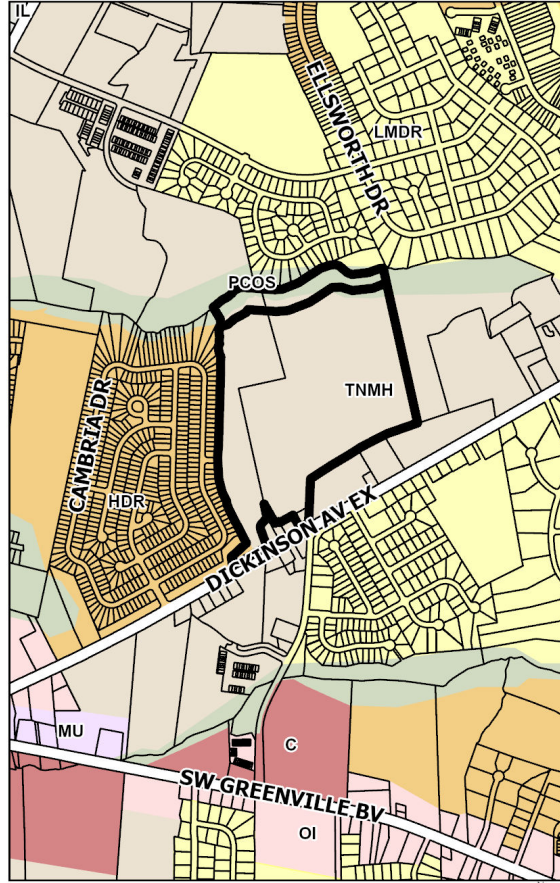 IL
ELLSWORTH DR
LMDR
PCOS
TNMH
CAMBRIA DR
HDR
DICKINSON AV EX
MU
C
SW GREENVILLE BV
OI